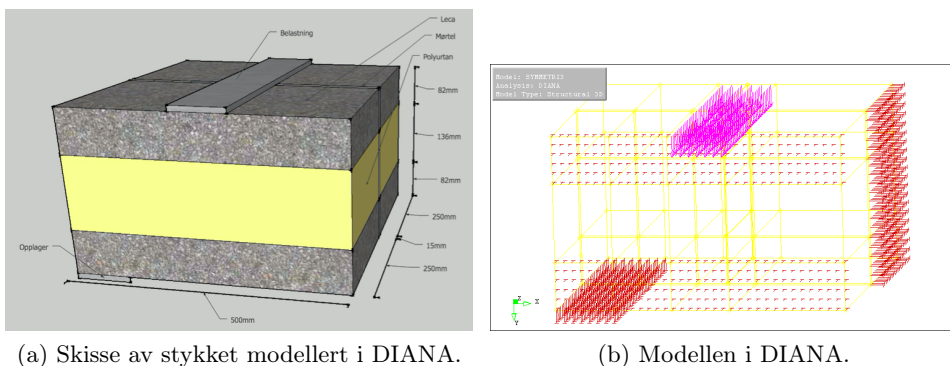 Belastning
Leca
Mørtel
Polyurtan
82mm
136mm
82mm
250mm
15mm
250mm
Opplager
500mm
Model: SYMMETRI3
Analysis: DIANA
Model Type: Structural 3D
Z
X
Y
(a) Skisse av stykket modellert i DIANA.
(b) Modellen i DIANA.